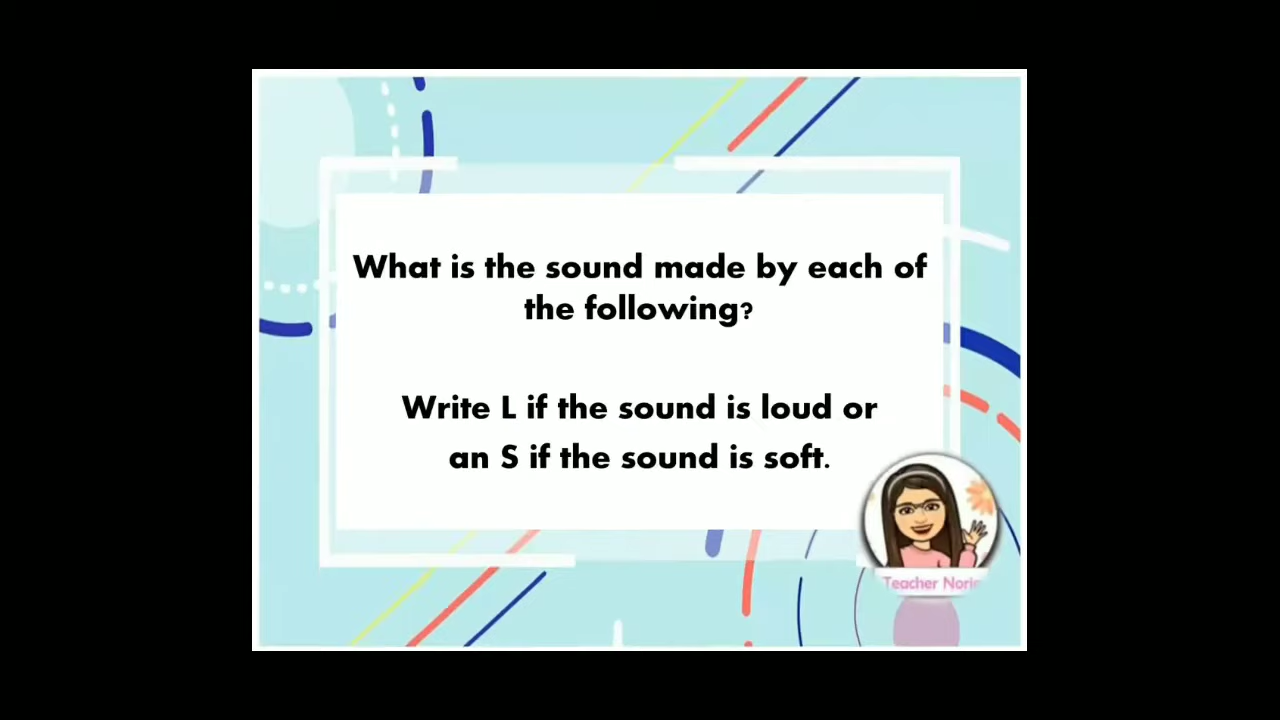 What is the sound made by each of
the following?
Write L if the sound is loud or
an S if the sound is soft.
Teacher